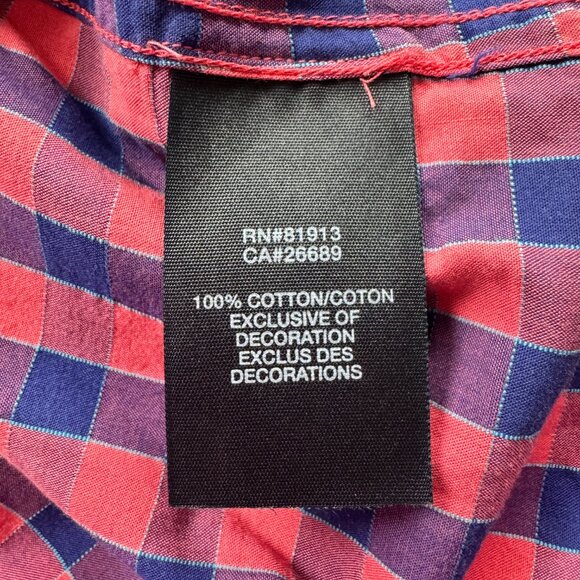 RN#81913
CA#26689
100% COTTON/COTON
EXCLUSIVE OF
DECORATION
EXCLUS DES
DECORATIONS